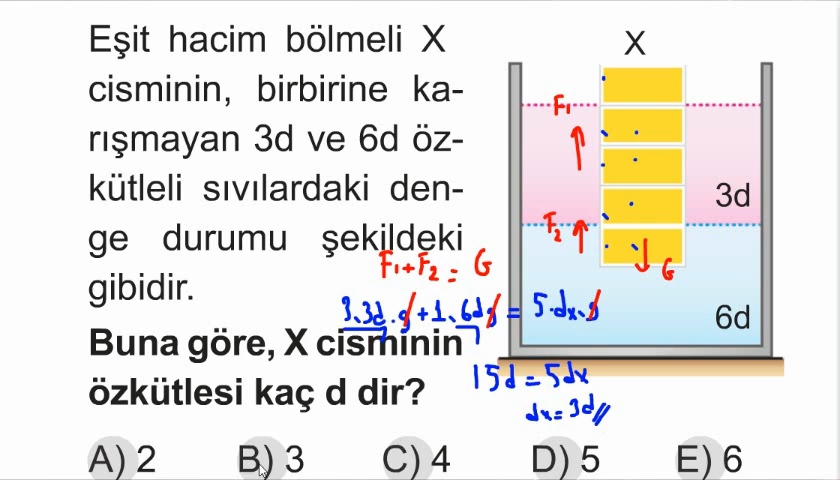 Eşit hacim bölmeli X
cisminin, birbirine ka-
rışmayan 3d ve 6d öz-
kütleli sıvılardaki den-
ge durumu şekildeki
gibidir.
Buna göre, X cisminin
özkütlesi kaç d dir?
X
F₁
3d
F₂
G
6d
F₁+F₂ = G
3.3d.g+1.6dg = 5.dx.g
15d = 5dx
dx = 3d//
A) 2 B) 3 C) 4 D) 5 E) 6